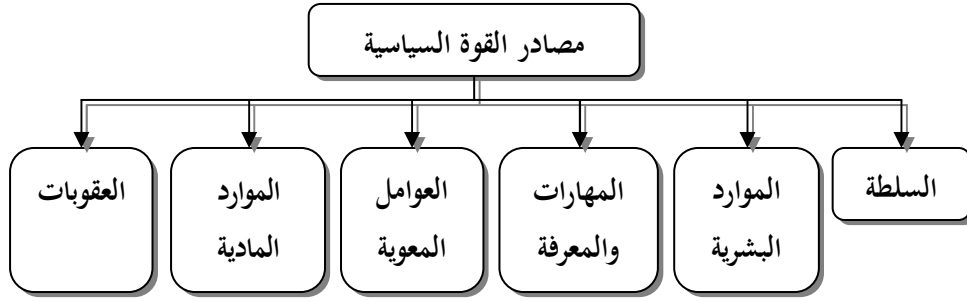 مصادر القوة السياسية
السلطة
الموارد
البشرية
المهارات
والمعرفة
العوامل
المعوية
الموارد
المادية
العقوبات